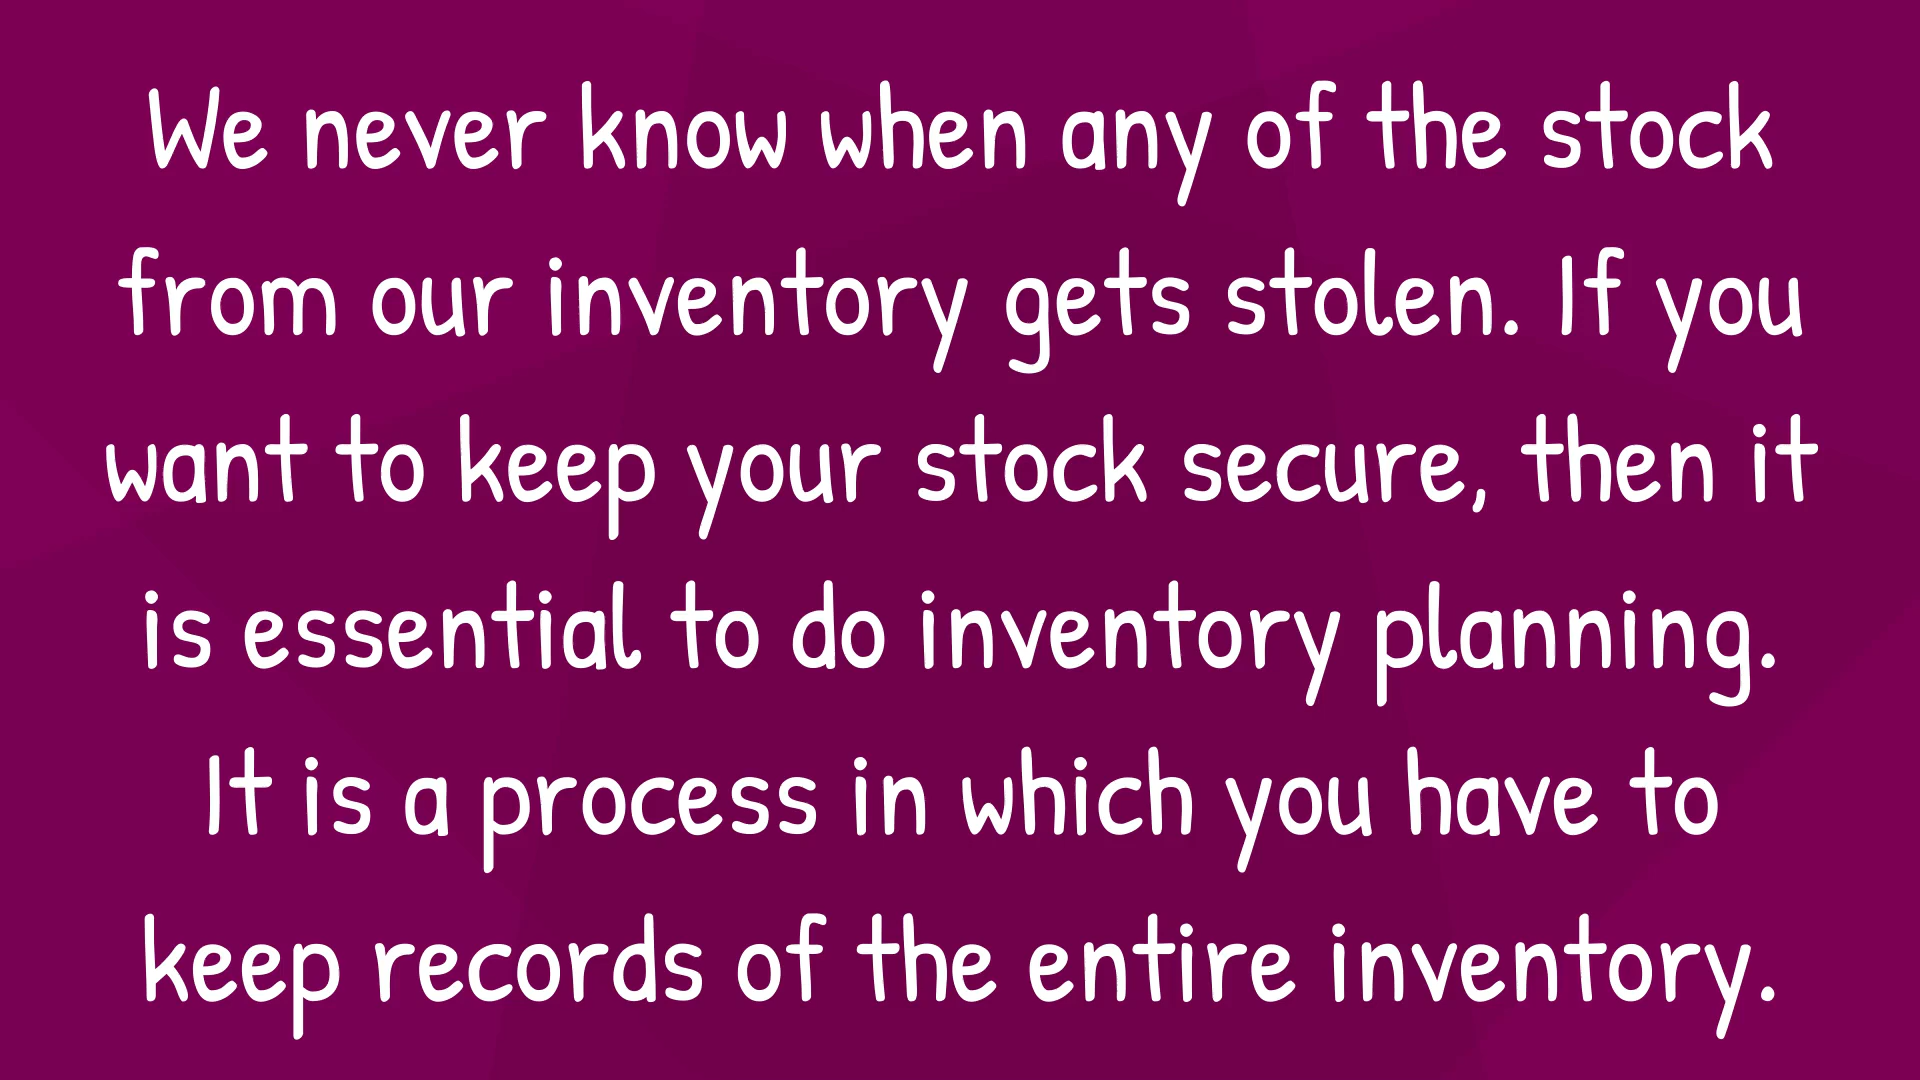 We never know when any of the stock
from our inventory gets stolen. If you
want to keep your stock secure, then it
is essential to do inventory planning.
It is a process in which you have to
keep records of the entire inventory.